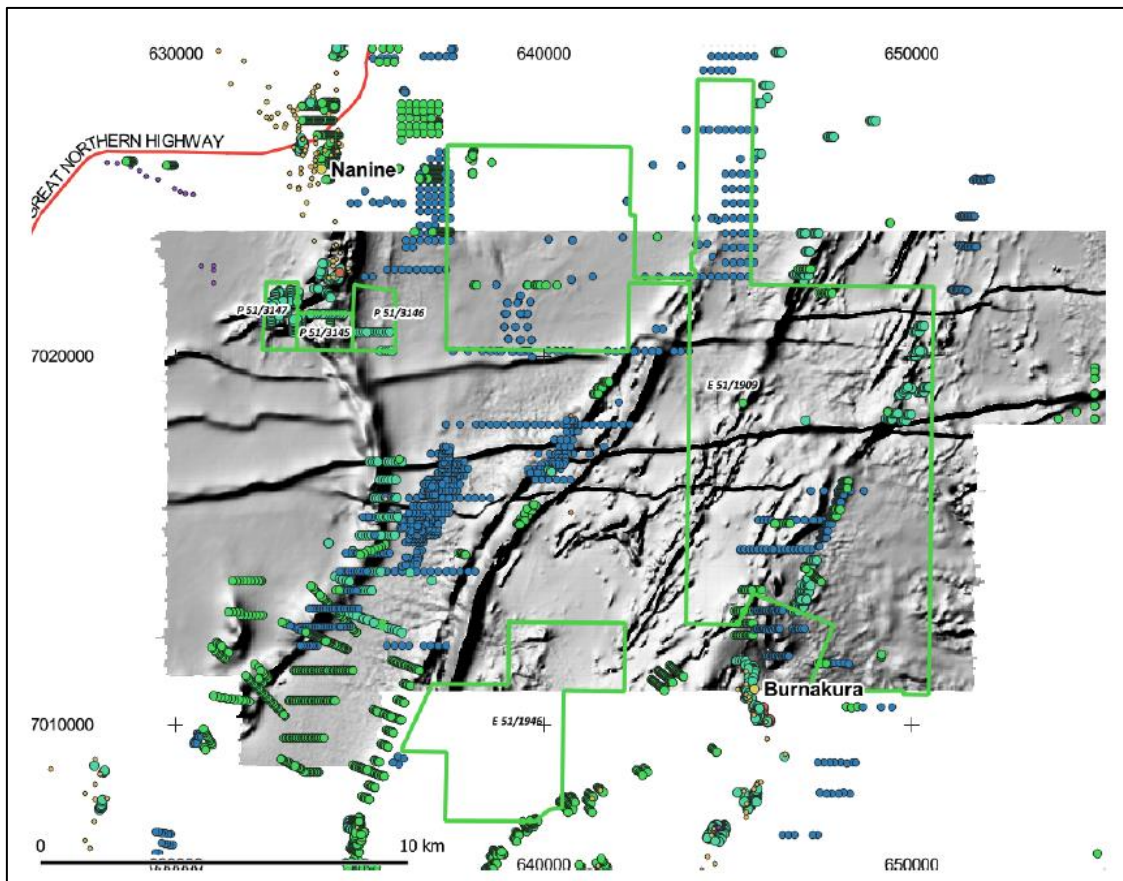 630000
640000
650000
GREAT NORTHERN HIGHWAY
Nanine
P 51/3147
P 51/3145
P 51/3146
7020000
E 51/1909
Burnakura
7010000
E 51/1946
0
10 km
640000
650000